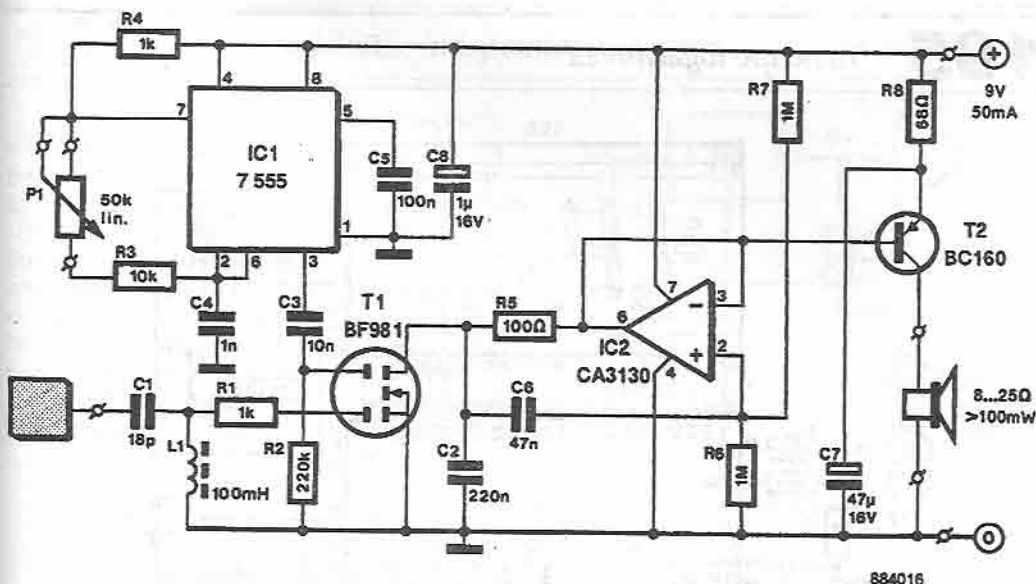 R4
1k
7
4
8
5
IC1
7 555
C5
100n
C8
1µ
16V
1
2
6
3
P1
50k
lin.
R3
10k
C4
1n
C3
10n
T1
BF981
C1
18p
R1
1k
L1
100mH
R2
220k
R5
100Ω
C6
47n
C2
220n
6
7
-
3
+
2
4
IC2
CA3130
R7
1M
R6
1M
R8
68Ω
+
9V
50mA
T2
BC160
8...25Ω
>100mW
C7
47µ
16V
0
884016